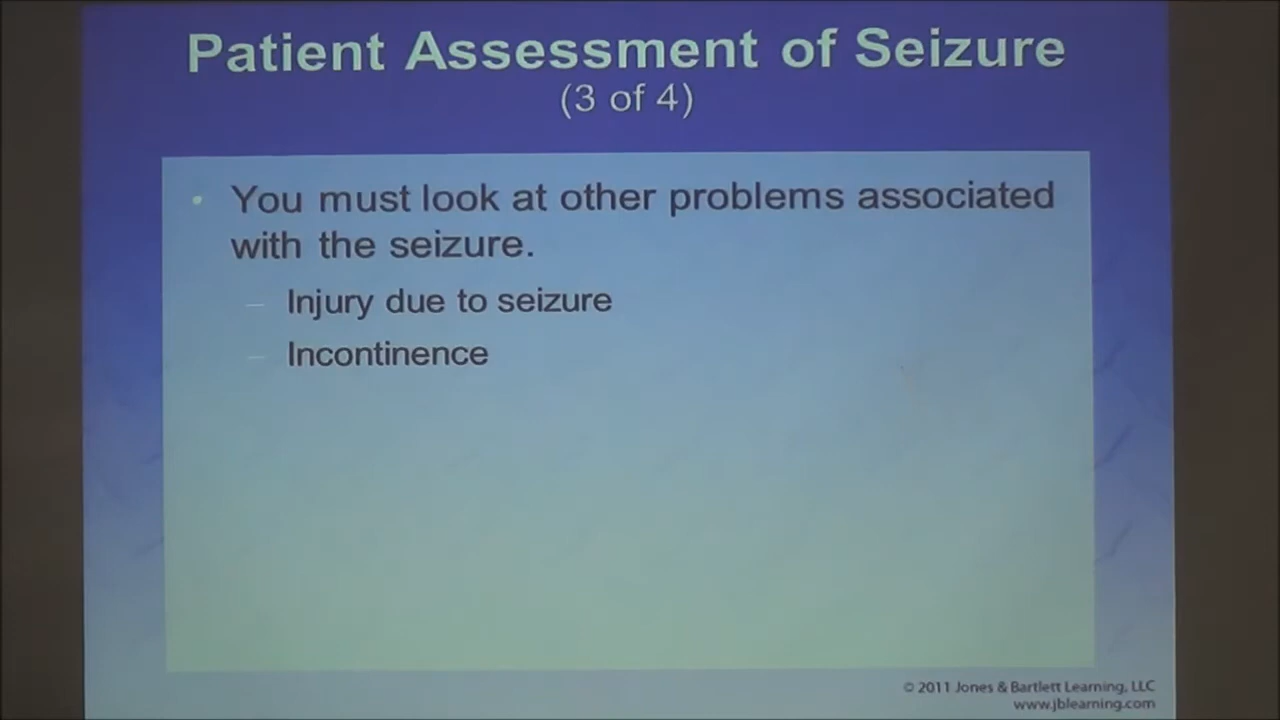 Patient Assessment of Seizure
(3 of 4)
• You must look at other problems associated
with the seizure.
– Injury due to seizure
– Incontinence
© 2011 Jones & Bartlett Learning, LLC
www.jblearning.com